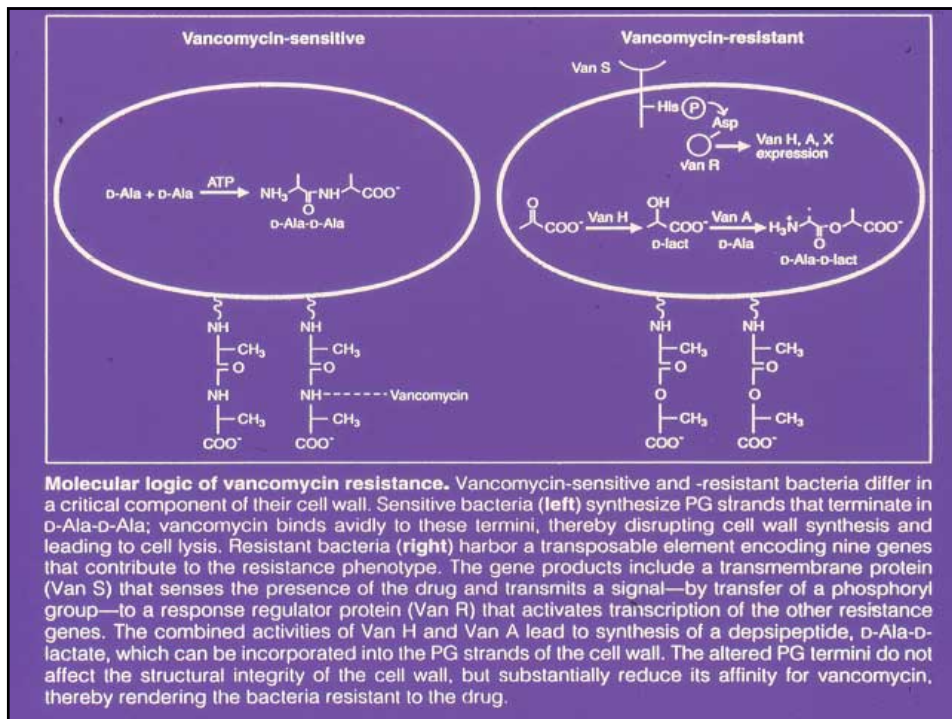 Vancomycin-sensitive
D-Ala + D-Ala
ATP
NH₃ NH COO⁻
O
D-Ala-D-Ala
NH
CH₃
O
NH
CH₃
COO⁻
NH
CH₃
O
NH Vancomycin
CH₃
COO⁻
Vancomycin-resistant
Van S
His P
Asp
Van R
Van H, A, X
expression
O
COO⁻
Van H
OH
COO⁻
D-lact
Van A
D-Ala
H₃N O COO⁻
O
D-Ala-D-lact
NH
CH₃
O
O
CH₃
COO⁻
NH
CH₃
O
O
CH₃
COO⁻
Molecular logic of vancomycin resistance. Vancomycin-sensitive and -resistant bacteria differ in
a critical component of their cell wall. Sensitive bacteria (left) synthesize PG strands that terminate in
D-Ala-D-Ala; vancomycin binds avidly to these termini, thereby disrupting cell wall synthesis and
leading to cell lysis. Resistant bacteria (right) harbor a transposable element encoding nine genes
that contribute to the resistance phenotype. The gene products include a transmembrane protein
(Van S) that senses the presence of the drug and transmits a signal—by transfer of a phosphoryl
group—to a response regulator protein (Van R) that activates transcription of the other resistance
genes. The combined activities of Van H and Van A lead to synthesis of a depsipeptide, D-Ala-D-
lactate, which can be incorporated into the PG strands of the cell wall. The altered PG termini do not
affect the structural integrity of the cell wall, but substantially reduce its affinity for vancomycin,
thereby rendering the bacteria resistant to the drug.